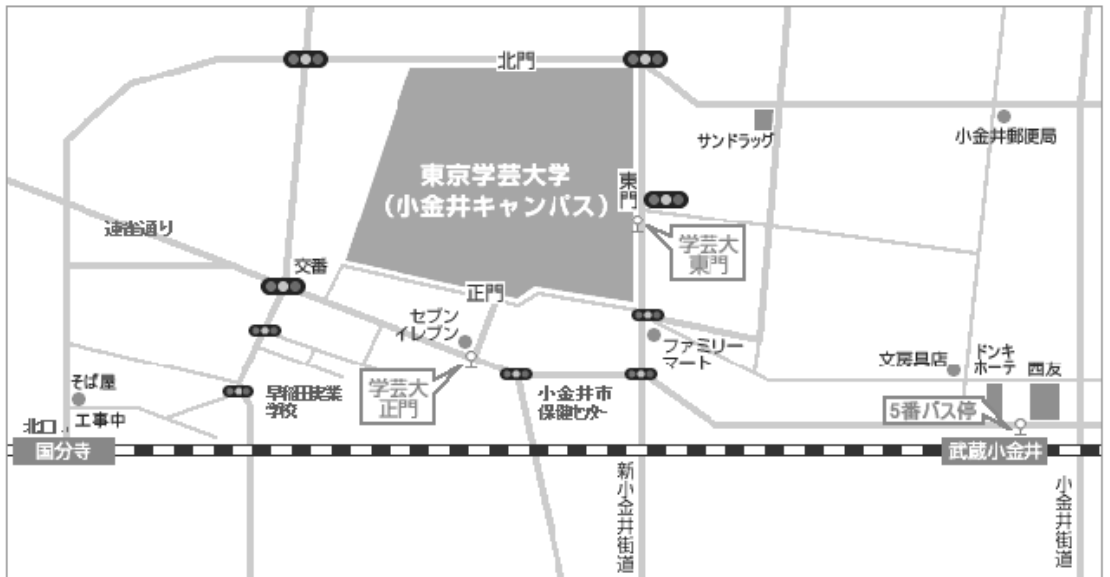 北門
サンドラッグ
小金井郵便局
東京学芸大学
（小金井キャンパス）
東門
学芸大
東門
連雀通り
交番
正門
セブン
イレブン
学芸大
正門
ファミリー
マート
小金井市
保健センター
早稲田実業
学校
文房具店
ドンキ
ホーテ
西友
5番バス停
そば屋
工事中
北口
国分寺
武蔵小金井
新小金井街道
小金井街道